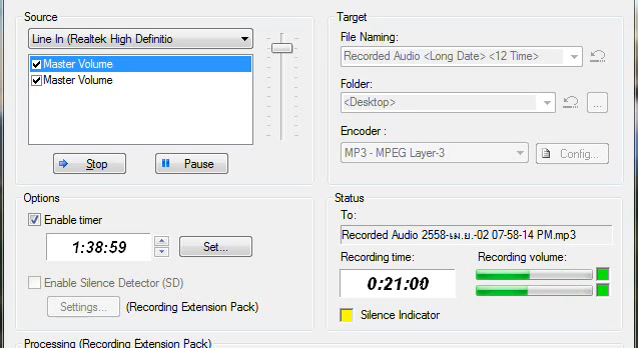 Source
Line In (Realtek High Definitio
Master Volume
Master Volume
Stop
Pause
Target
File Naming:
Recorded Audio <Long Date> <12 Time>
Folder:
<Desktop>
...
Encoder :
MP3 - MPEG Layer-3
Config...
Options
Enable timer
1:38:59
Set...
Enable Silence Detector (SD)
Settings...
(Recording Extension Pack)
Status
To:
Recorded Audio 2558-เม.ย.-02 07-58-14 PM.mp3
Recording time:
Recording volume:
0:21:00
Silence Indicator
Processing (Recording Extension Pack)